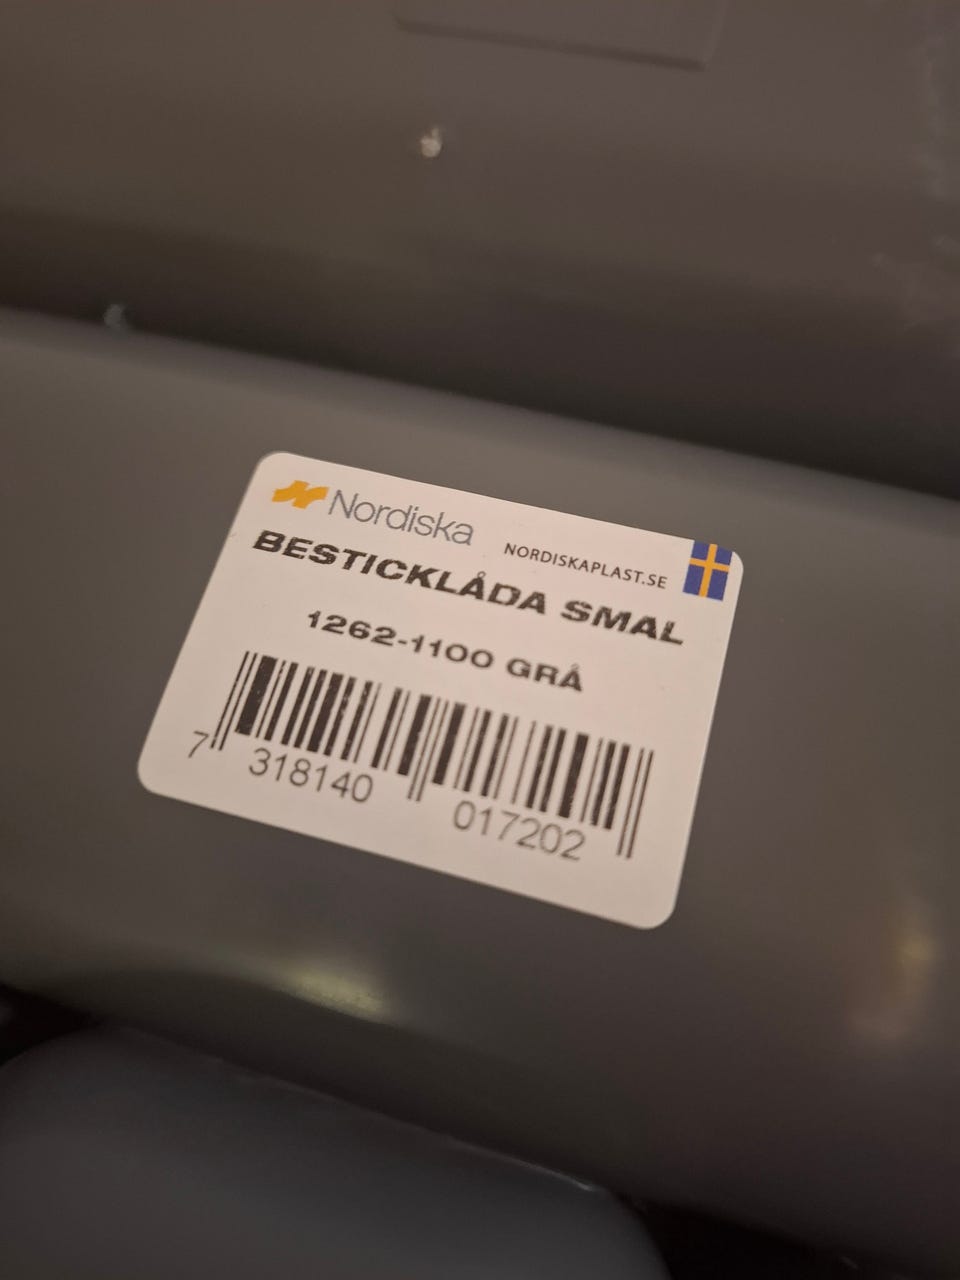 Nordiska
NORDISKAPLAST.SE
BESTICKLÅDA SMAL
1262-1100 GRÅ
7 318140 017202